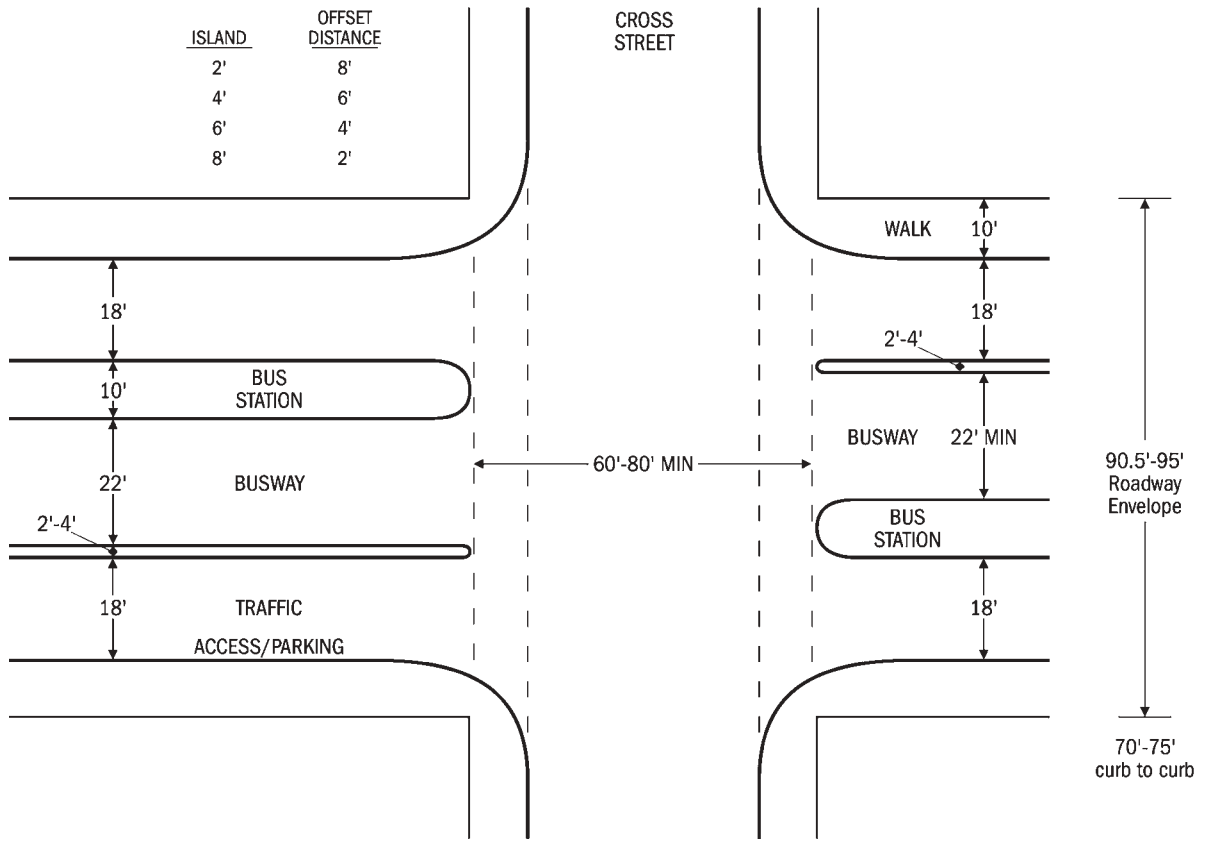 CROSS
STREET
OFFSET
ISLAND DISTANCE
2' 8'
4' 6'
6' 4'
8' 2'
WALK 10'
18'
18'
2'-4'
10'
BUS
STATION
BUSWAY 22' MIN
60'-80' MIN
90.5'-95'
Roadway
Envelope
22'
BUSWAY
2'-4'
BUS
STATION
18'
TRAFFIC
18'
ACCESS/PARKING
70'-75'
curb to curb